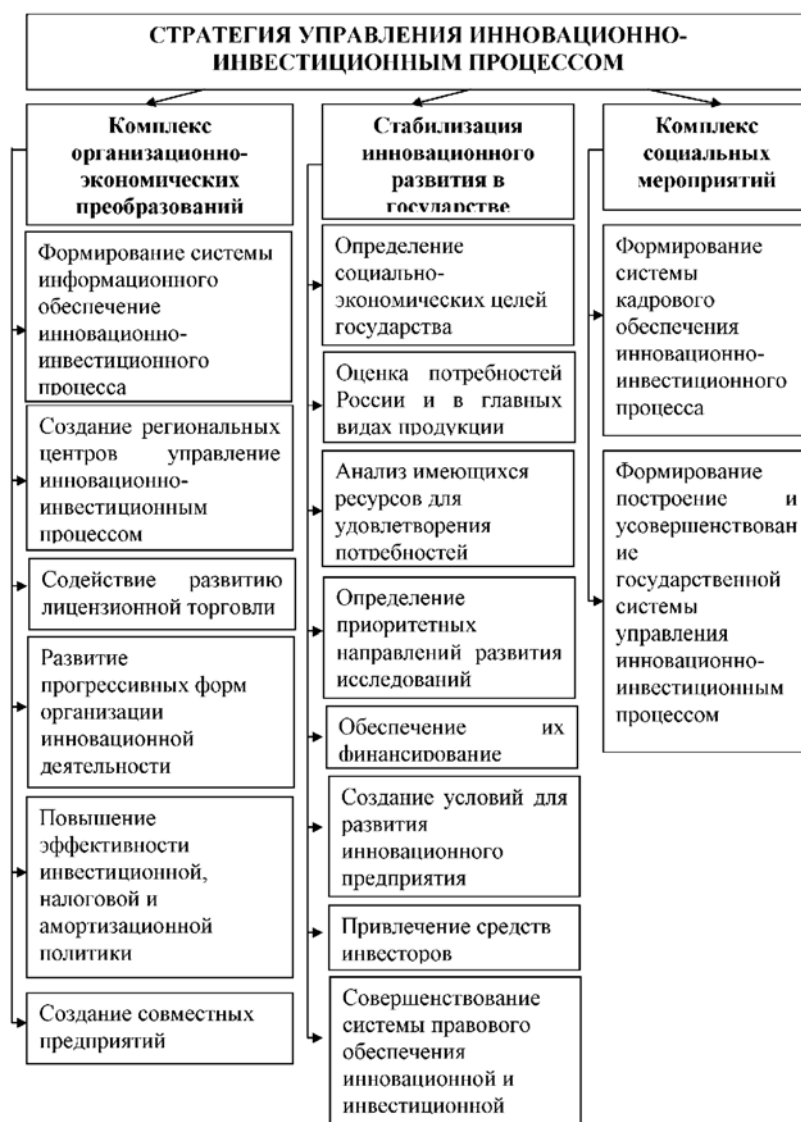 СТРАТЕГИЯ УПРАВЛЕНИЯ ИННОВАЦИОННО-
ИНВЕСТИЦИОННЫМ ПРОЦЕССОМ
Комплекс
организационно-
экономических
преобразований
Формирование системы
информационного
обеспечение
инновационно-
инвестиционного
процесса
Создание региональных
центров управление
инновационно-
инвестиционным
процессом
Содействие развитию
лицензионной торговли
Развитие
прогрессивных форм
организации
инновационной
деятельности
Повышение
эффективности
инвестиционной,
налоговой и
амортизационной
политики
Создание совместных
предприятий
Стабилизация
инновационного
развития в
государстве
Определение
социально-
экономических целей
государства
Оценка потребностей
России и в главных
видах продукции
Анализ имеющихся
ресурсов для
удовлетворения
потребностей
Определение
приоритетных
направлений развития
исследований
Обеспечение их
финансирование
Создание условий для
развития
инновационного
предприятия
Привлечение средств
инвесторов
Совершенствование
системы правового
обеспечения
инновационной и
инвестиционной
Комплекс
социальных
мероприятий
Формирование
системы
кадрового
обеспечения
инновационно-
инвестиционного
процесса
Формирование
построение и
усовершенствован
ие
государственной
системы
управления
инновационно-
инвестиционным
процессом